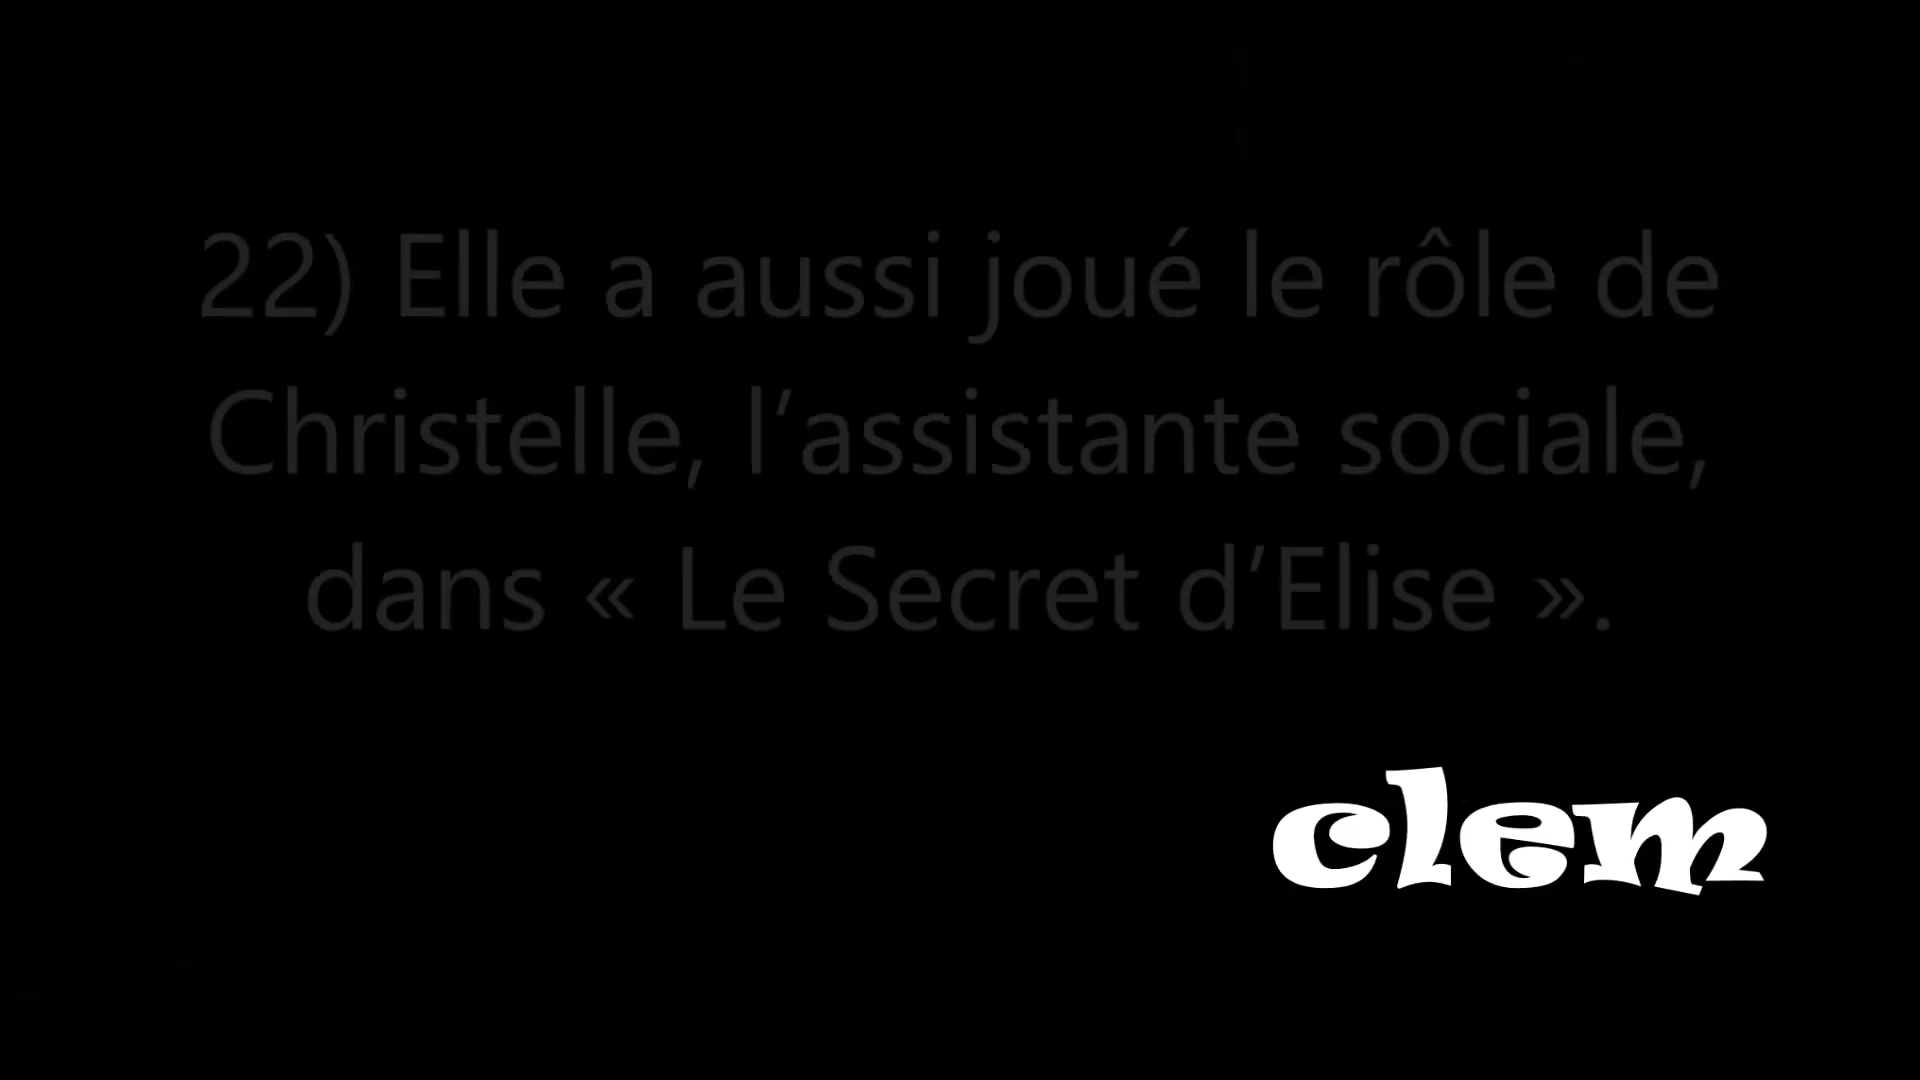 22) Elle a aussi joué le rôle de
Christelle, l’assistante sociale,
dans « Le Secret d’Elise ».
clem